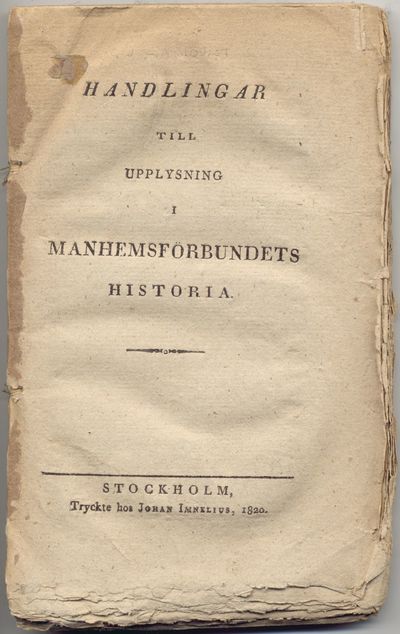 HANDLINGAR
TILL
UPPLYSNING
I
MANHEMSFÖRBUNDETS
HISTORIA.
STOCKHOLM,
Tryckte hos JOHAN IMNELIUS, 1820.